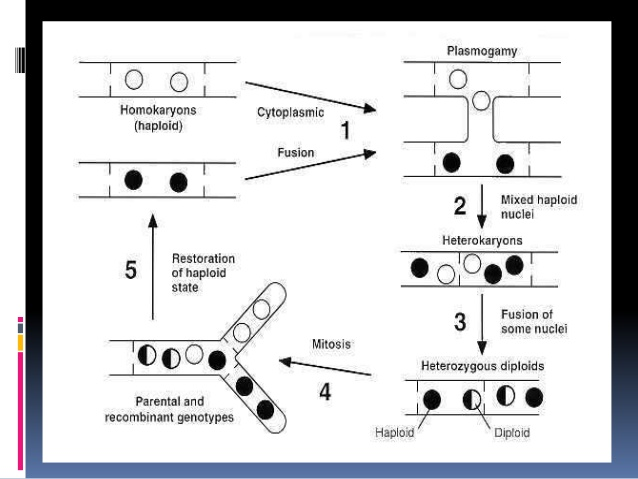 Plasmogamy
Homokaryons
(haploid)
Cytoplasmic
1
Fusion
2
Mixed haploid
nuclei
Heterokaryons
5
Restoration
of haploid
state
3
Fusion of
some nuclei
Mitosis
4
Heterozygous diploids
Parental and
recombinant genotypes
Haploid
Diploid